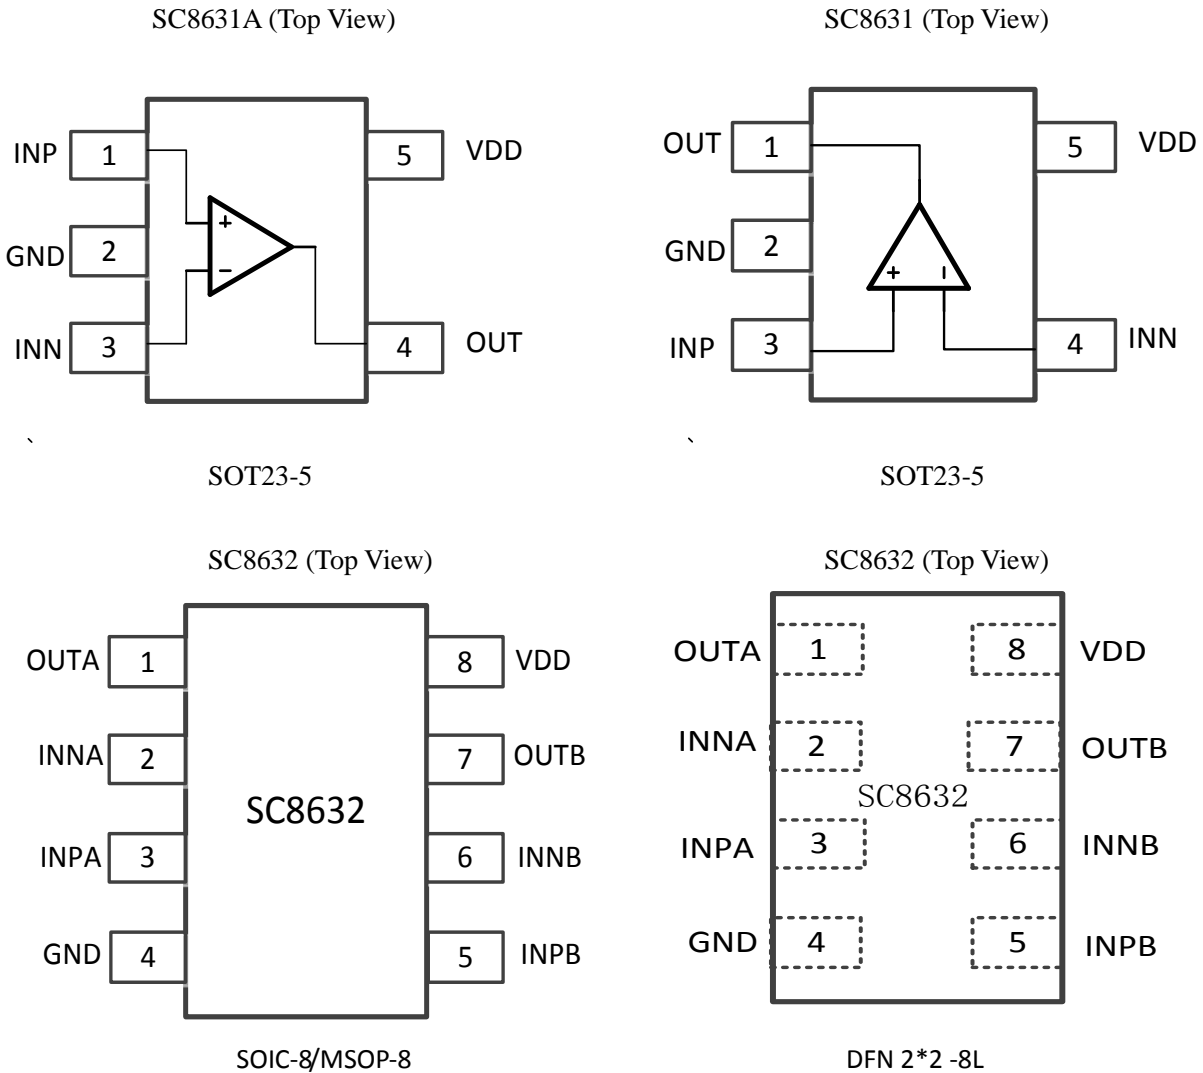 SC8631A (Top View)
INP 1 5 VDD
+
GND 2
−
INN 3 4 OUT
、
SOT23-5
SC8631 (Top View)
OUT 1 5 VDD
GND 2
+ −
INP 3 4 INN
、
SOT23-5
SC8632 (Top View)
OUTA 1 8 VDD
INNA 2 7 OUTB
SC8632
INPA 3 6 INNB
GND 4 5 INPB
SOIC-8/MSOP-8
SC8632 (Top View)
OUTA 1 8 VDD
INNA 2 7 OUTB
SC8632
INPA 3 6 INNB
GND 4 5 INPB
DFN 2*2 -8L